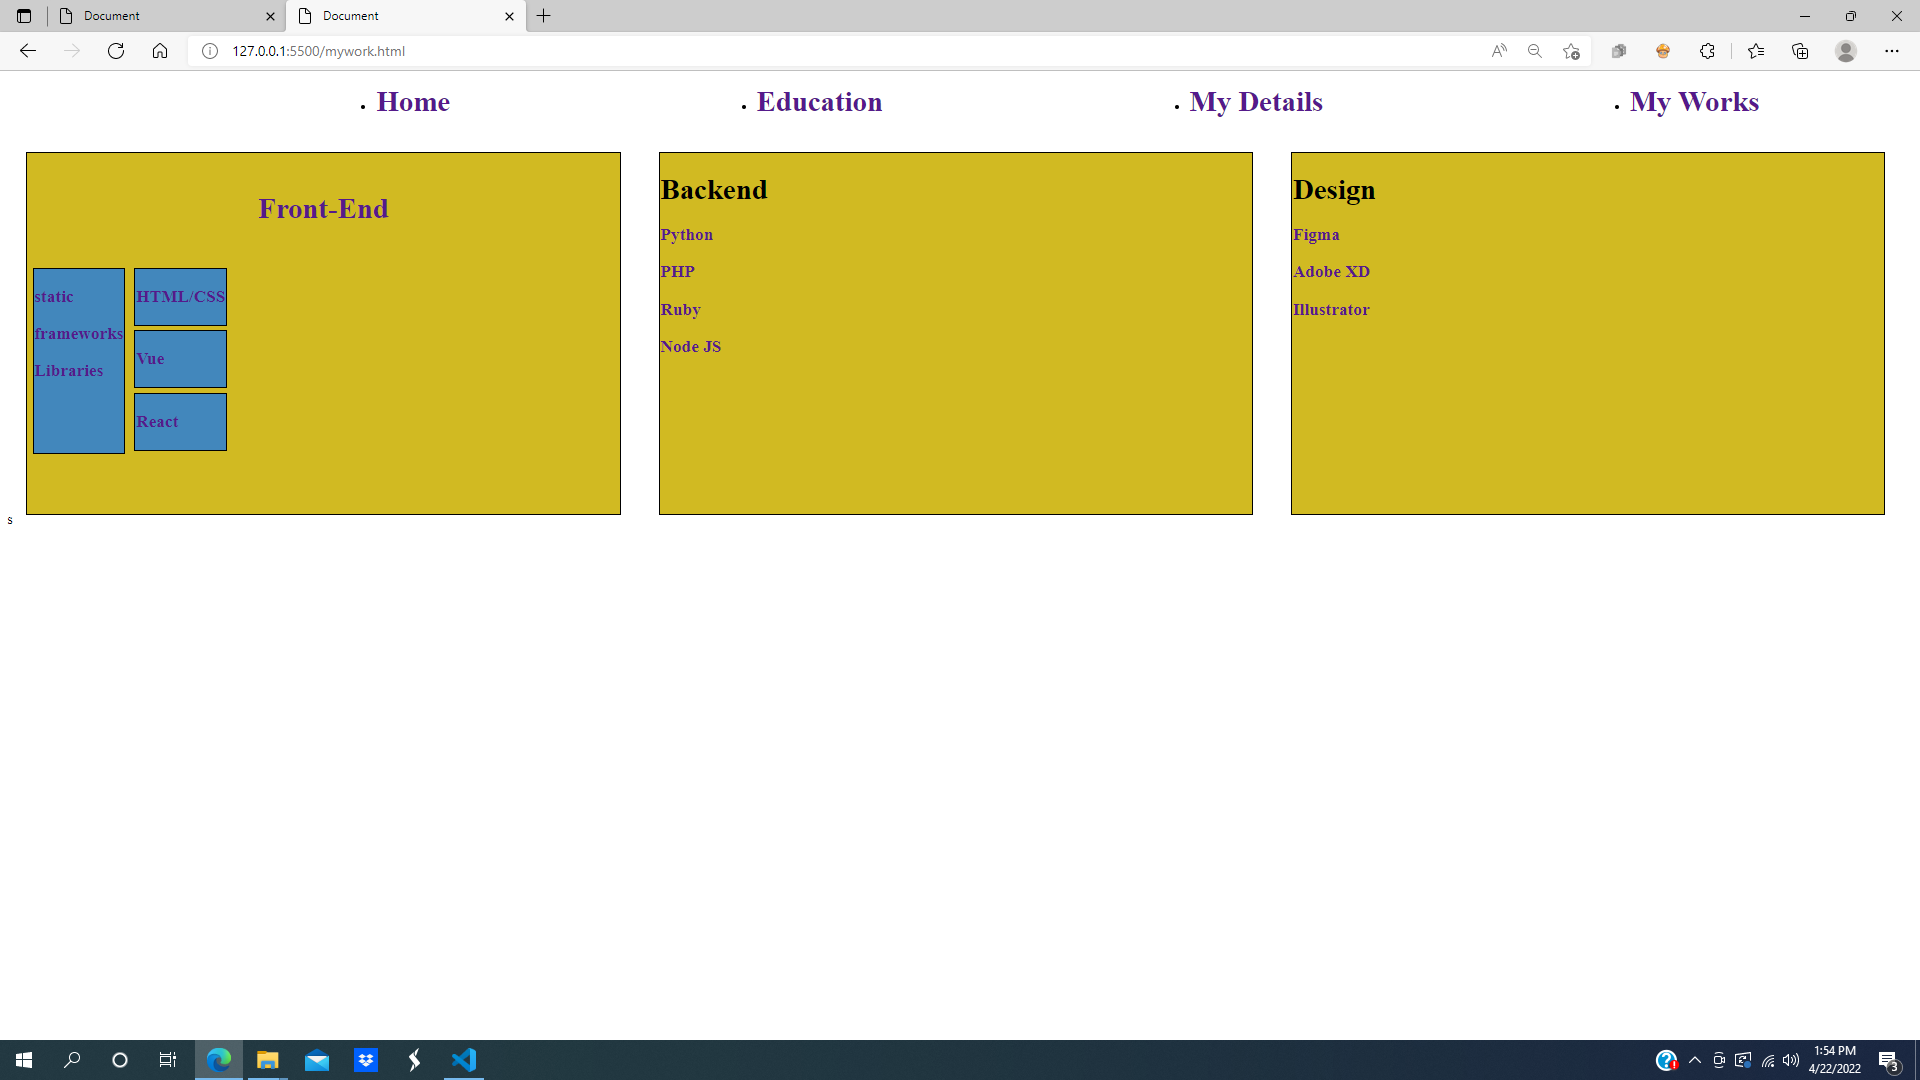 Document
Document
127.0.0.1:5500/mywork.html
Home
Education
My Details
My Works
Front-End
static
frameworks
Libraries
HTML/CSS
Vue
React
Backend
Python
PHP
Ruby
Node JS
Design
Figma
Adobe XD
Illustrator
s
1:54 PM
4/22/2022
3